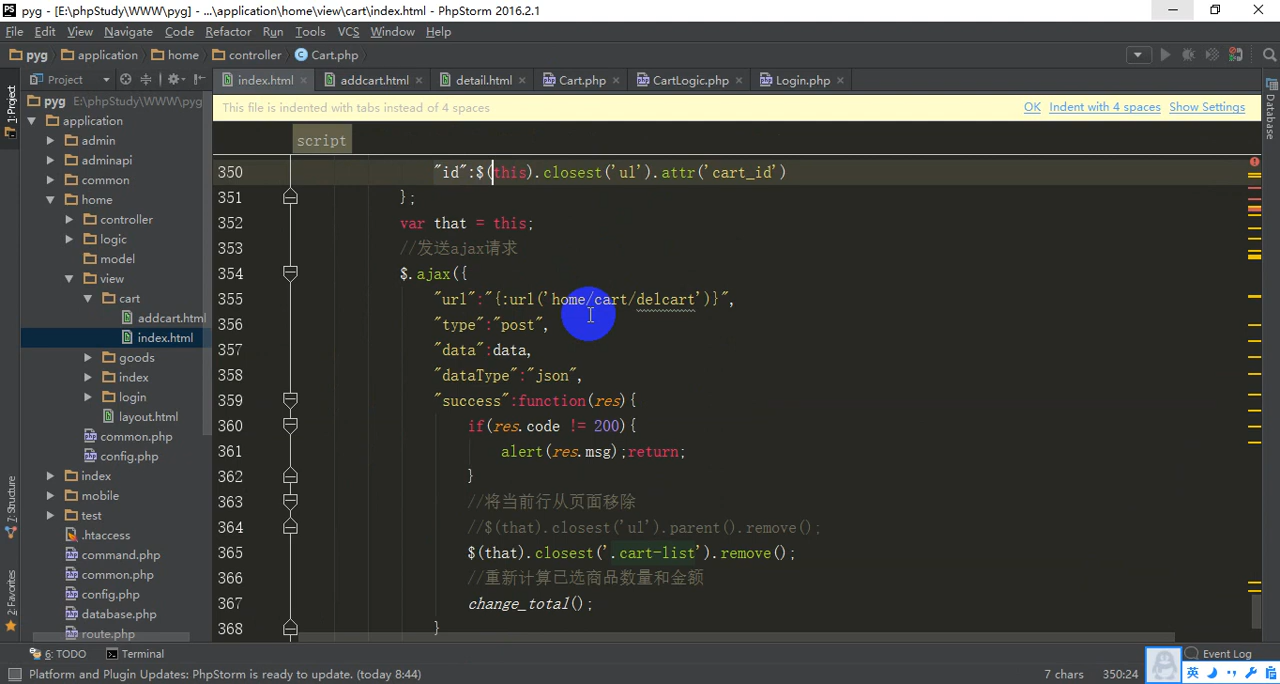 pyg - [E:\phpStudy\WWW\pyg] - ...\application\home\view\cart\index.html - PhpStorm 2016.2.1
File Edit View Navigate Code Refactor Run Tools VCS Window Help
pyg application home controller Cart.php
Project index.html addcart.html detail.html Cart.php CartLogic.php Login.php
This file is indented with tabs instead of 4 spaces OK Indent with 4 spaces Show Settings
1: Project
7: Structure
2: Favorites
Database
pyg E:\phpStudy\WWW\pyg
application
admin
adminapi
common
home
controller
logic
model
view
cart
addcart.html
index.html
goods
index
login
layout.html
common.php
config.php
index
mobile
test
.htaccess
command.php
common.php
config.php
database.php
route.php
script
350 "id":$(this).closest('ul').attr('cart_id')
351 };
352 var that = this;
353 //发送ajax请求
354 $.ajax({
355 "url":"{:url('home/cart/delcart')}",
356 "type":"post",
357 "data":data,
358 "dataType":"json",
359 "success":function(res){
360 if(res.code != 200){
361 alert(res.msg);return;
362 }
363 //将当前行从页面移除
364 //$(that).closest('ul').parent().remove();
365 $(that).closest('.cart-list').remove();
366 //重新计算已选商品数量和金额
367 change_total();
368 }
6: TODO Terminal Event Log
Platform and Plugin Updates: PhpStorm is ready to update. (today 8:44) 7 chars 350:24
英